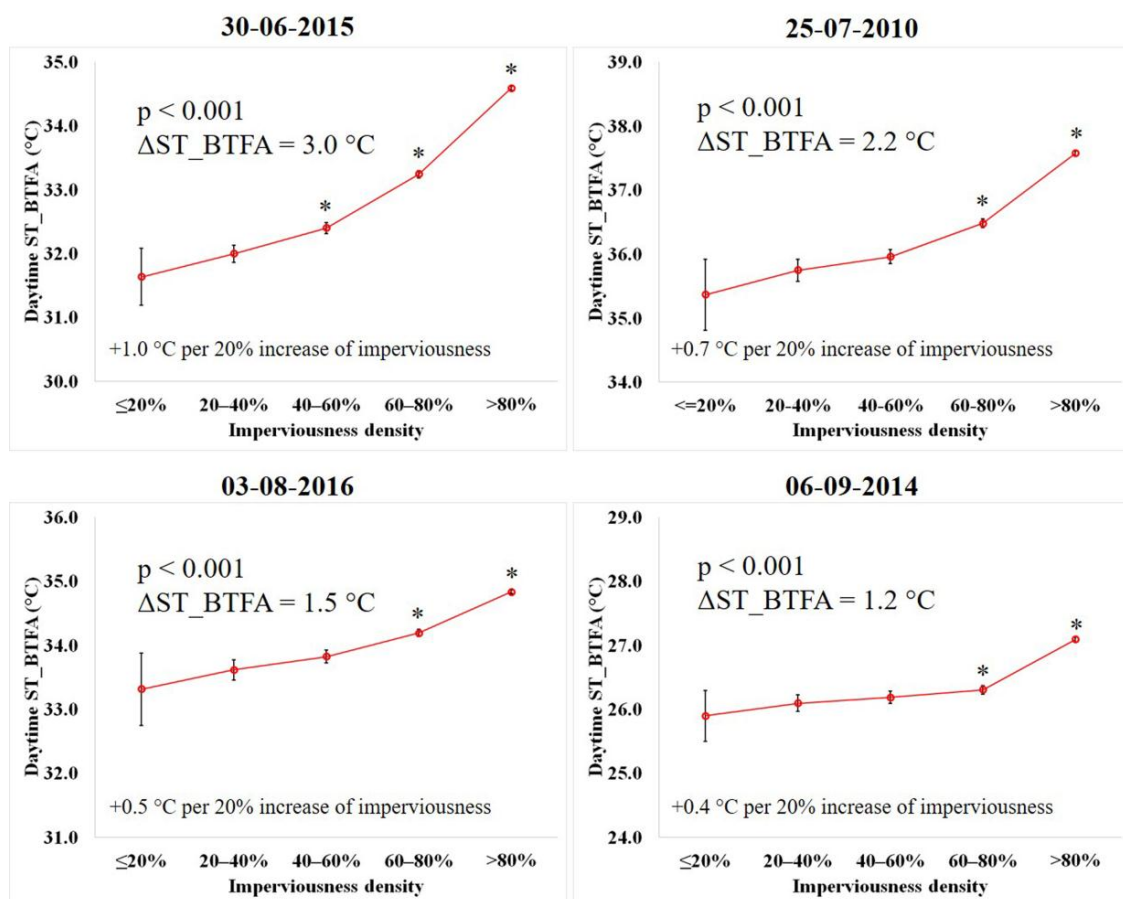 30-06-2015
35.0
34.0
33.0
32.0
31.0
30.0
Daytime ST_BTFA (°C)
p < 0.001
ΔST_BTFA = 3.0 °C
*
*
*
+1.0 °C per 20% increase of imperviousness
≤20%
20–40%
40–60%
60–80%
>80%
Imperviousness density
25-07-2010
39.0
38.0
37.0
36.0
35.0
34.0
Daytime ST_BTFA (°C)
p < 0.001
ΔST_BTFA = 2.2 °C
*
*
+0.7 °C per 20% increase of imperviousness
<=20%
20-40%
40-60%
60-80%
>80%
Imperviousness density
03-08-2016
36.0
35.0
34.0
33.0
32.0
31.0
Daytime ST_BTFA (°C)
p < 0.001
ΔST_BTFA = 1.5 °C
*
*
+0.5 °C per 20% increase of imperviousness
≤20%
20–40%
40–60%
60–80%
>80%
Imperviousness density
06-09-2014
29.0
28.0
27.0
26.0
25.0
24.0
Daytime ST_BTFA (°C)
p < 0.001
ΔST_BTFA = 1.2 °C
*
*
+0.4 °C per 20% increase of imperviousness
≤20%
20–40%
40–60%
60–80%
>80%
Imperviousness density